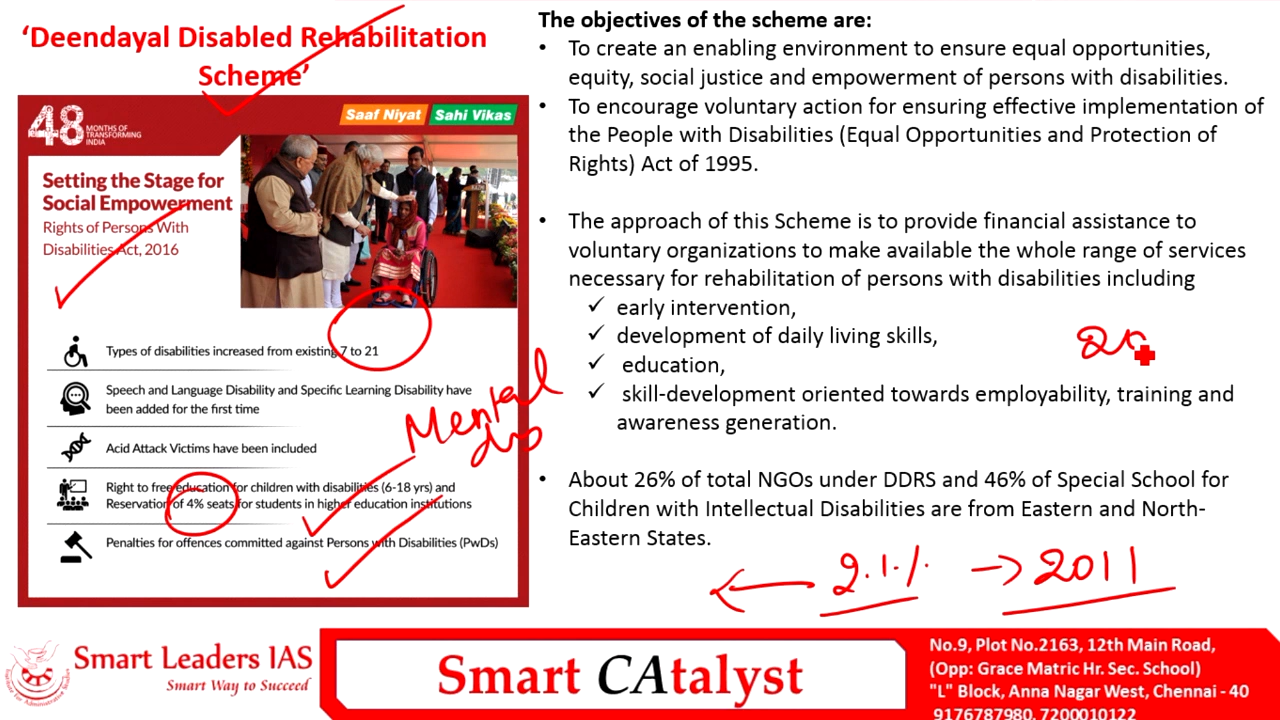 ‘Deendayal Disabled Rehabilitation
Scheme’
48 MONTHS OF
TRANSFORMING
INDIA
Saaf Niyat Sahi Vikas
Setting the Stage for
Social Empowerment
Rights of Persons With
Disabilities Act, 2016
Types of disabilities increased from existing 7 to 21
Speech and Language Disability and Specific Learning Disability have
been added for the first time
Acid Attack Victims have been included
Right to free education for children with disabilities (6-18 yrs) and
Reservation of 4% seats for students in higher education institutions
Penalties for offences committed against Persons with Disabilities (PwDs)
Mental
The objectives of the scheme are:
• To create an enabling environment to ensure equal opportunities,
equity, social justice and empowerment of persons with disabilities.
• To encourage voluntary action for ensuring effective implementation of
the People with Disabilities (Equal Opportunities and Protection of
Rights) Act of 1995.
• The approach of this Scheme is to provide financial assistance to
voluntary organizations to make available the whole range of services
necessary for rehabilitation of persons with disabilities including
✓ early intervention,
✓ development of daily living skills,
✓ education,
✓ skill-development oriented towards employability, training and
awareness generation.
• About 26% of total NGOs under DDRS and 46% of Special School for
Children with Intellectual Disabilities are from Eastern and North-
Eastern States.
← 2.1% → 2011
Smart Leaders IAS
Smart Way to Succeed
Smart CAtalyst
No.9, Plot No.2163, 12th Main Road,
(Opp: Grace Matric Hr. Sec. School)
"L" Block, Anna Nagar West, Chennai - 40
9176787980, 7200010122